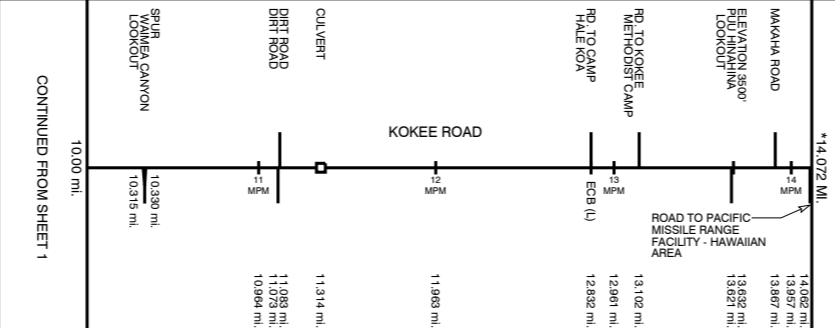 CONTINUED FROM SHEET 1
10.00 mi.
SPUR
WAIMEA CANYON
LOOKOUT
10.330 mi.
10.315 mi.
DIRT ROAD
DIRT ROAD
CULVERT
KOKEE ROAD
RD. TO CAMP
HALE KOA
RD. TO KOKEE
METHODIST CAMP
ELEVATION 3500'
PUU HINAHINA
LOOKOUT
MAKAHA ROAD
*14.072 MI.
11
MPM
12
MPM
ECB (L)
13
MPM
14
MPM
ROAD TO PACIFIC
MISSILE RANGE
FACILITY - HAWAIIAN
AREA
10.964 mi.
11.073 mi.
11.083 mi.
11.314 mi.
11.963 mi.
12.832 mi.
12.961 mi.
13.102 mi.
13.621 mi.
13.632 mi.
13.867 mi.
13.957 mi.
14.062 mi.